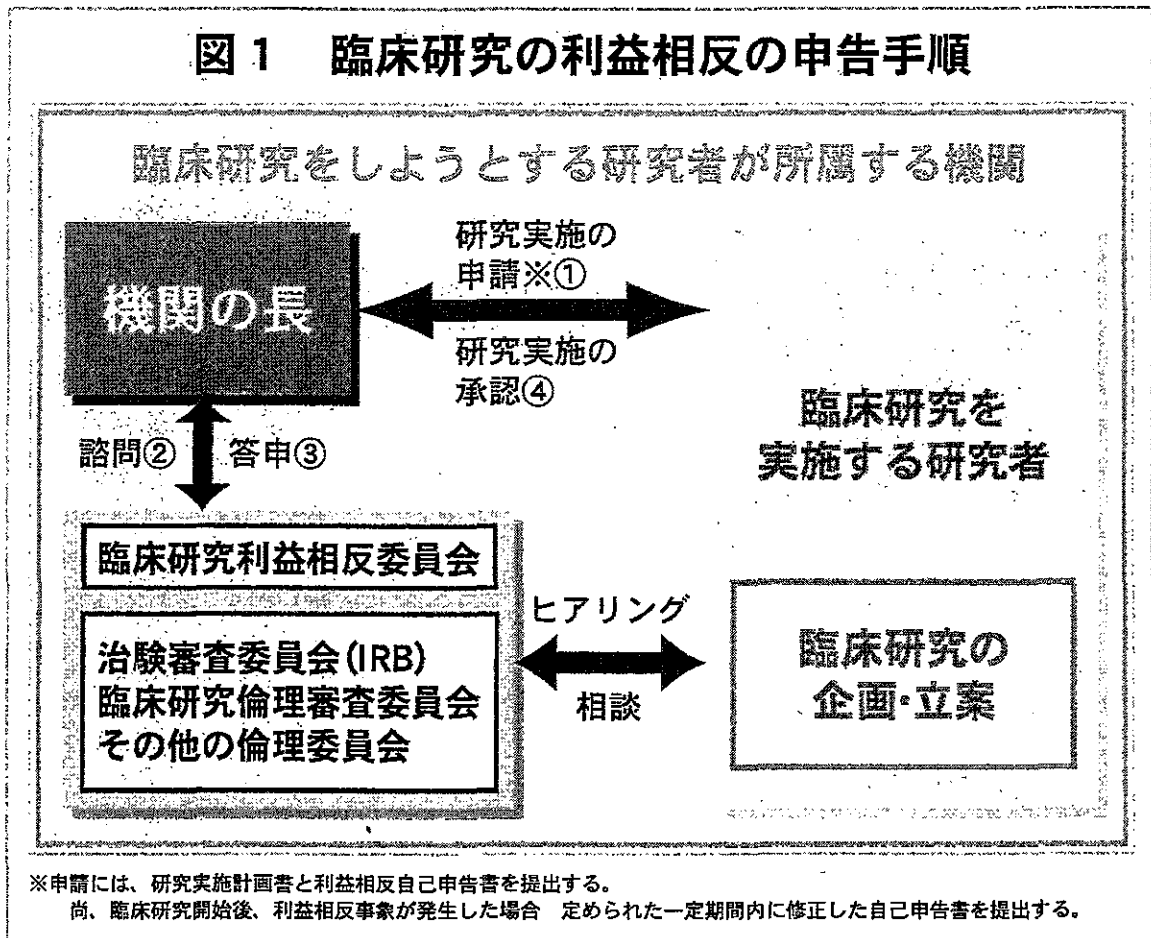 図1 臨床研究の利益相反の申告手順
臨床研究をしようとする研究者が所属する機関
機関の長
研究実施の
申請※①
研究実施の
承認④
諮問②
答申③
臨床研究を
実施する研究者
臨床研究利益相反委員会
治験審査委員会(IRB)
臨床研究倫理審査委員会
その他の倫理委員会
ヒアリング
相談
臨床研究の
企画・立案
※申請には、研究実施計画書と利益相反自己申告書を提出する。
尚、臨床研究開始後、利益相反事象が発生した場合 定められた一定期間内に修正した自己申告書を提出する。